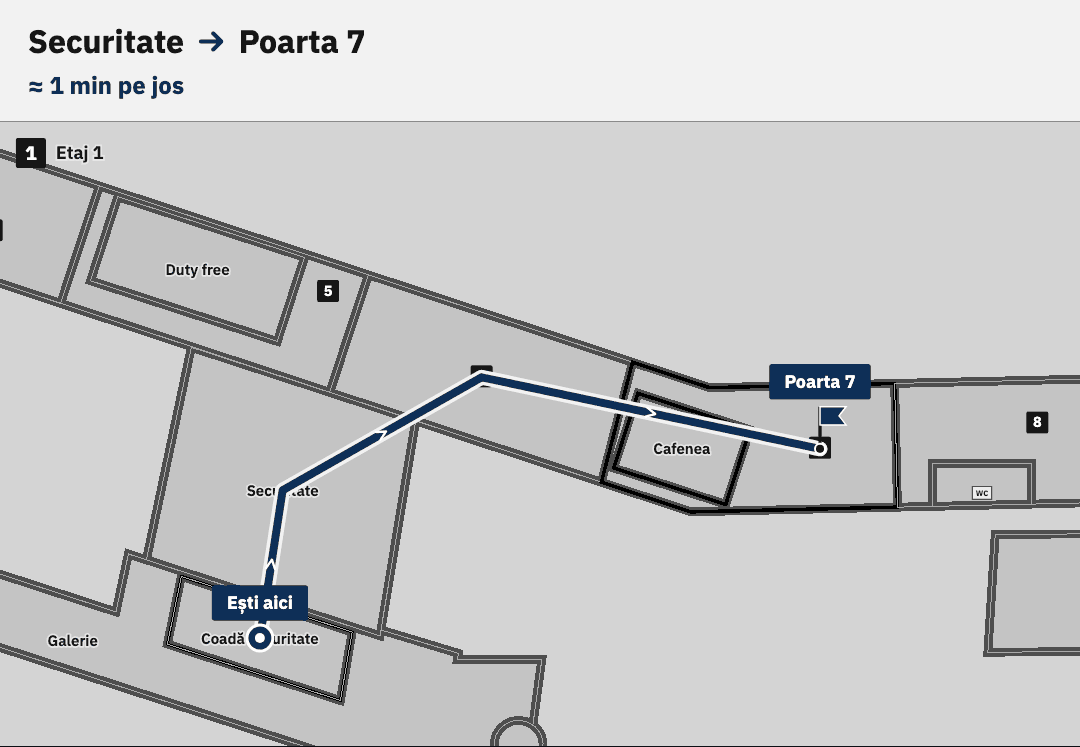 Securitate → Poarta 7
≈ 1 min pe jos
1 Etaj 1
Duty free
5
Poarta 7
8
Cafenea
wc
Ești aici
Galerie
Coadă